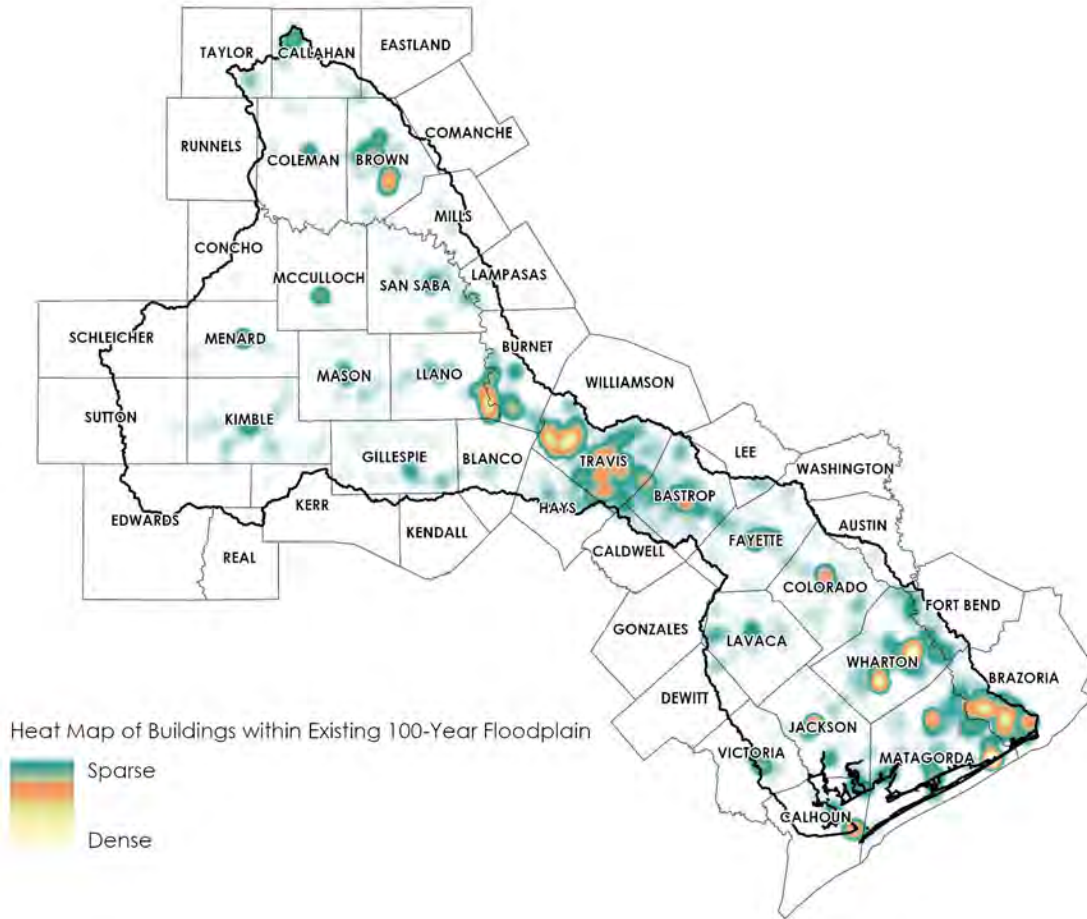 TAYLOR
CALLAHAN
EASTLAND
RUNNELS
COLEMAN
BROWN
COMANCHE
CONCHO
MILLS
MCCULLOCH
SAN SABA
LAMPASAS
SCHLEICHER
MENARD
BURNET
MASON
LLANO
WILLIAMSON
SUTTON
KIMBLE
GILLESPIE
BLANCO
TRAVIS
LEE
WASHINGTON
EDWARDS
KERR
KENDALL
HAYS
BASTROP
REAL
CALDWELL
FAYETTE
AUSTIN
COLORADO
FORT BEND
GONZALES
LAVACA
WHARTON
BRAZORIA
DEWITT
JACKSON
VICTORIA
MATAGORDA
CALHOUN
Heat Map of Buildings within Existing 100-Year Floodplain
Sparse
Dense